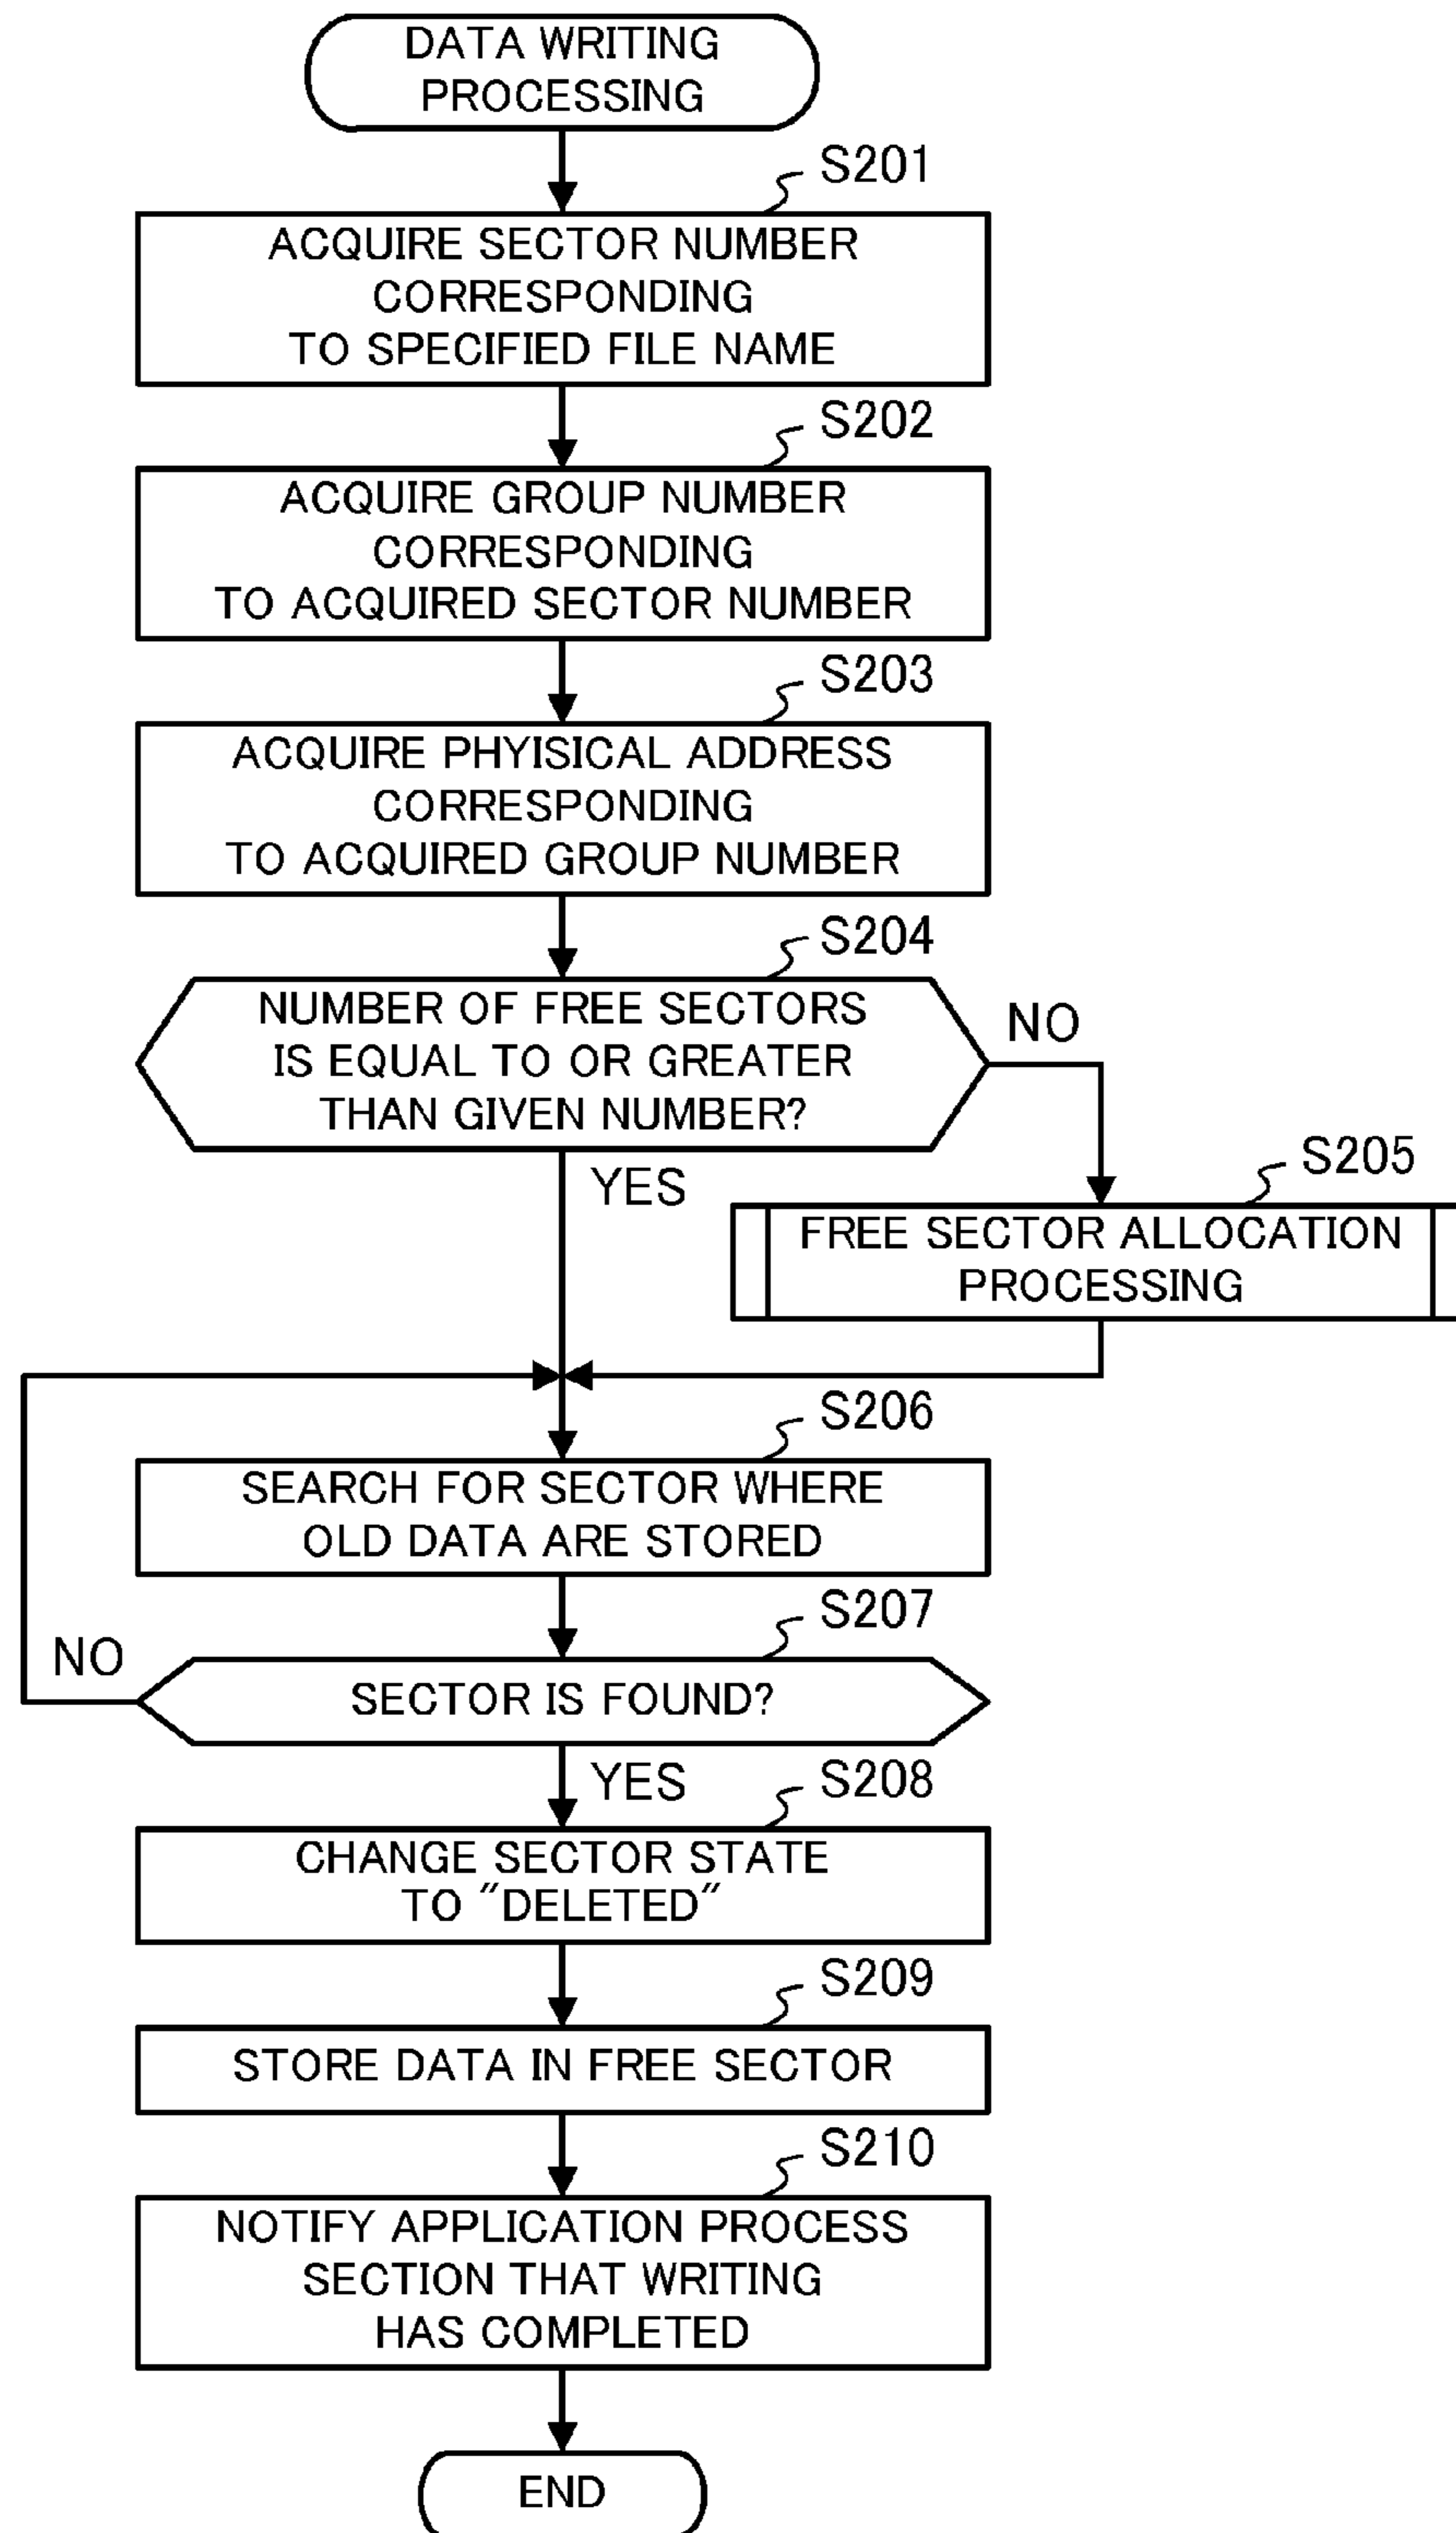 DATA WRITING
PROCESSING
S201
ACQUIRE SECTOR NUMBER
CORRESPONDING
TO SPECIFIED FILE NAME
S202
ACQUIRE GROUP NUMBER
CORRESPONDING
TO ACQUIRED SECTOR NUMBER
S203
ACQUIRE PHYISICAL ADDRESS
CORRESPONDING
TO ACQUIRED GROUP NUMBER
S204
NUMBER OF FREE SECTORS
IS EQUAL TO OR GREATER
THAN GIVEN NUMBER?
NO
YES
S205
FREE SECTOR ALLOCATION
PROCESSING
S206
SEARCH FOR SECTOR WHERE
OLD DATA ARE STORED
S207
NO
SECTOR IS FOUND?
YES
S208
CHANGE SECTOR STATE
TO "DELETED"
S209
STORE DATA IN FREE SECTOR
S210
NOTIFY APPLICATION PROCESS
SECTION THAT WRITING
HAS COMPLETED
END